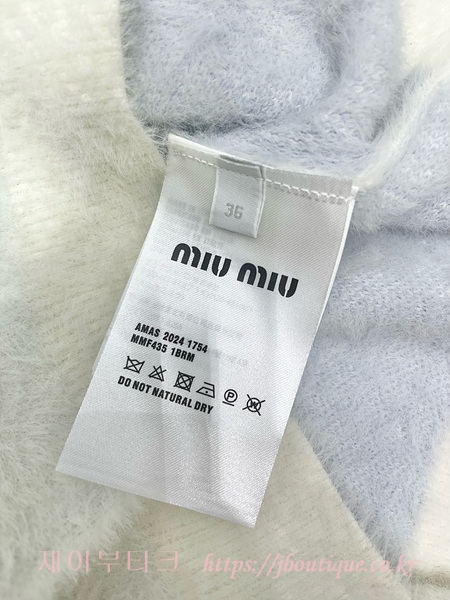 36
miu miu
AMAS 2024 1754
MMF435 1BRM
P W
DO NOT NATURAL DRY
제이부티크 https://jboutique.co.kr